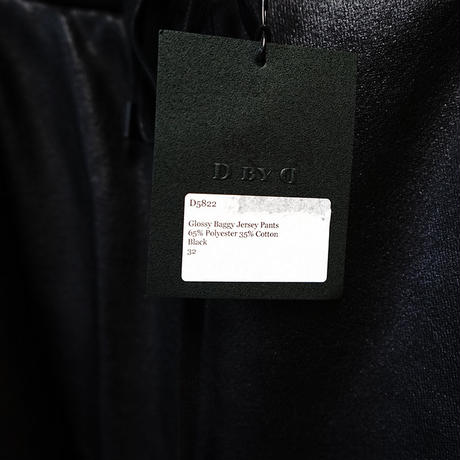 D BY D
D5822
Glossy Baggy Jersey Pants
65% Polyester 35% Cotton
Black
32